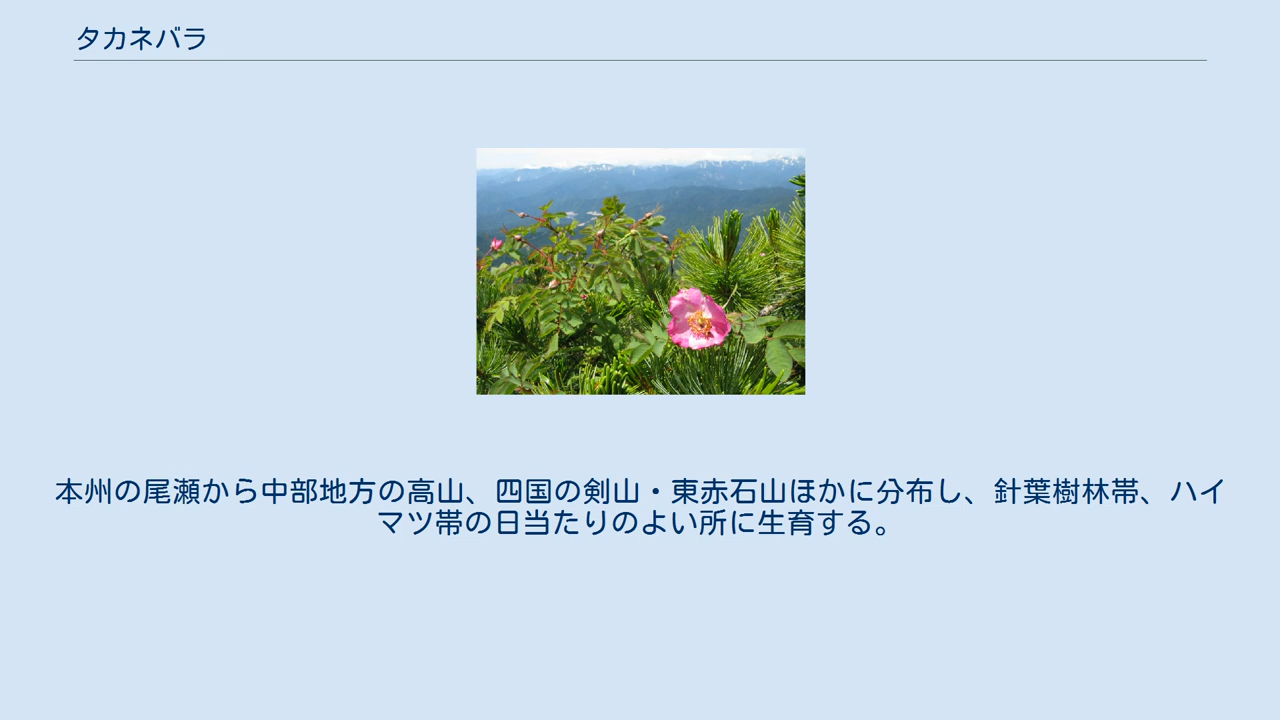 タカネバラ
本州の尾瀬から中部地方の高山、四国の剣山・東赤石山ほかに分布し、針葉樹林帯、ハイ
マツ帯の日当たりのよい所に生育する。